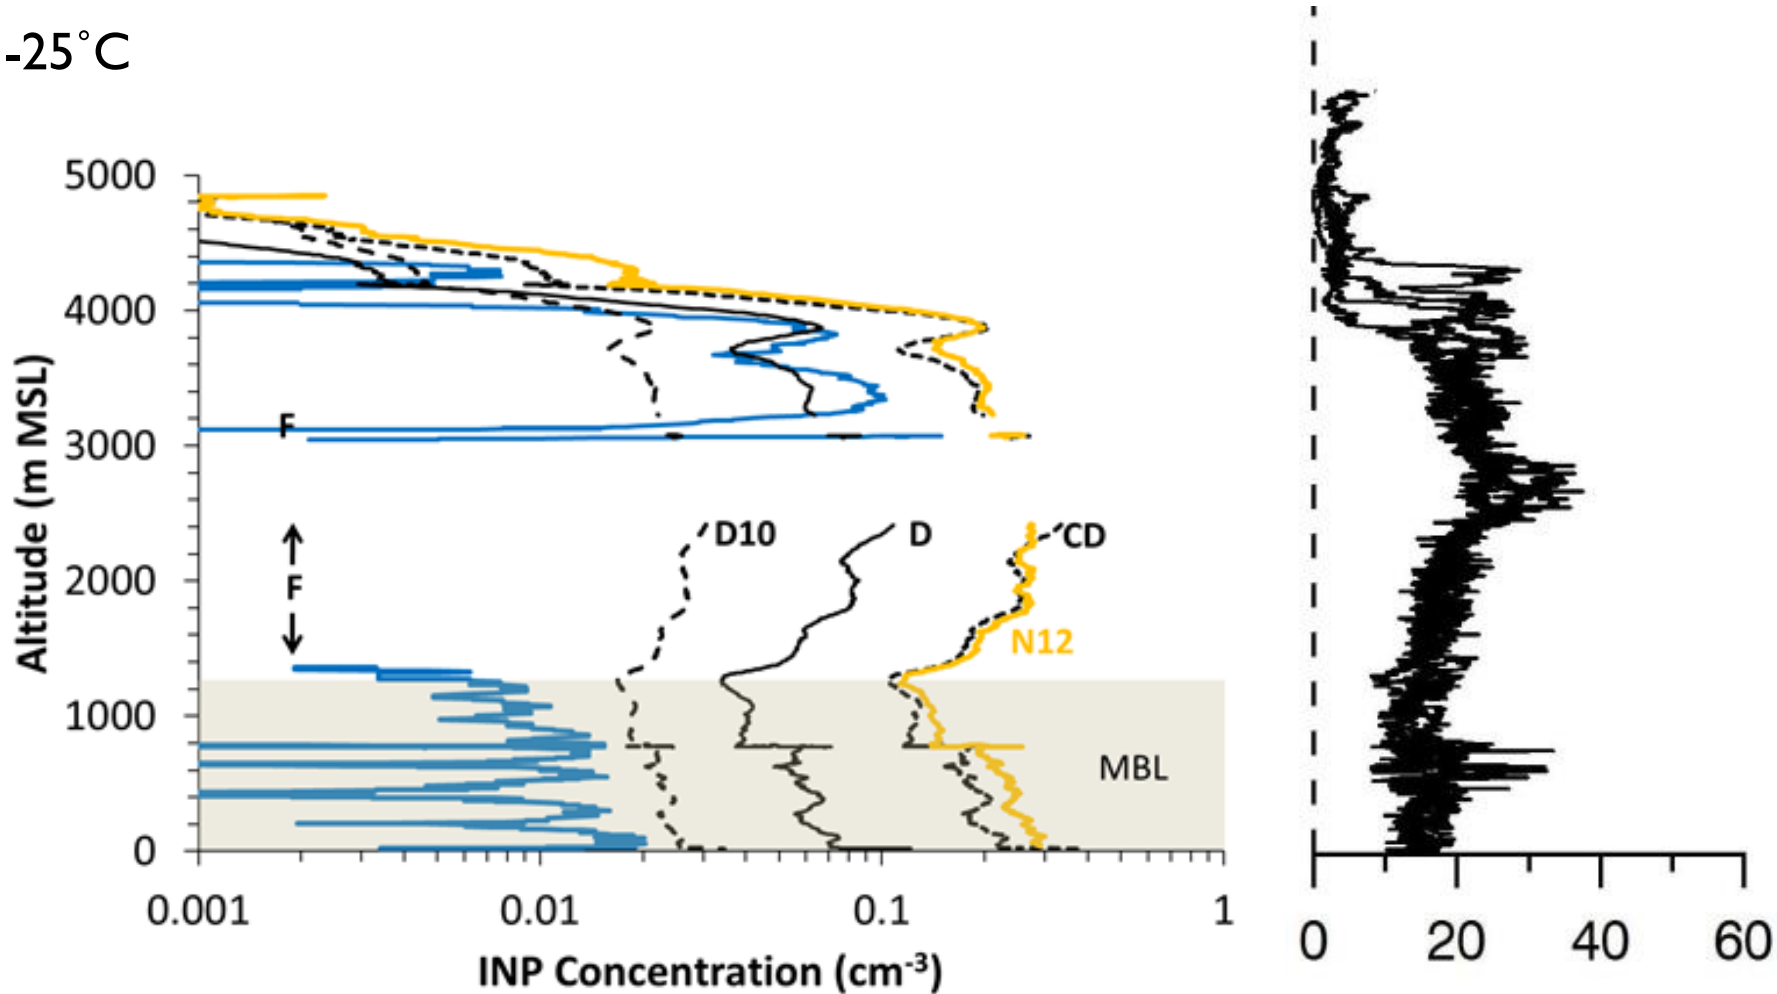 -25˚C
5000
4000
3000
2000
1000
0
Altitude (m MSL)
F
F
D10
D
CD
N12
MBL
0.001
0.01
0.1
1
INP Concentration (cm-3)
0
20
40
60